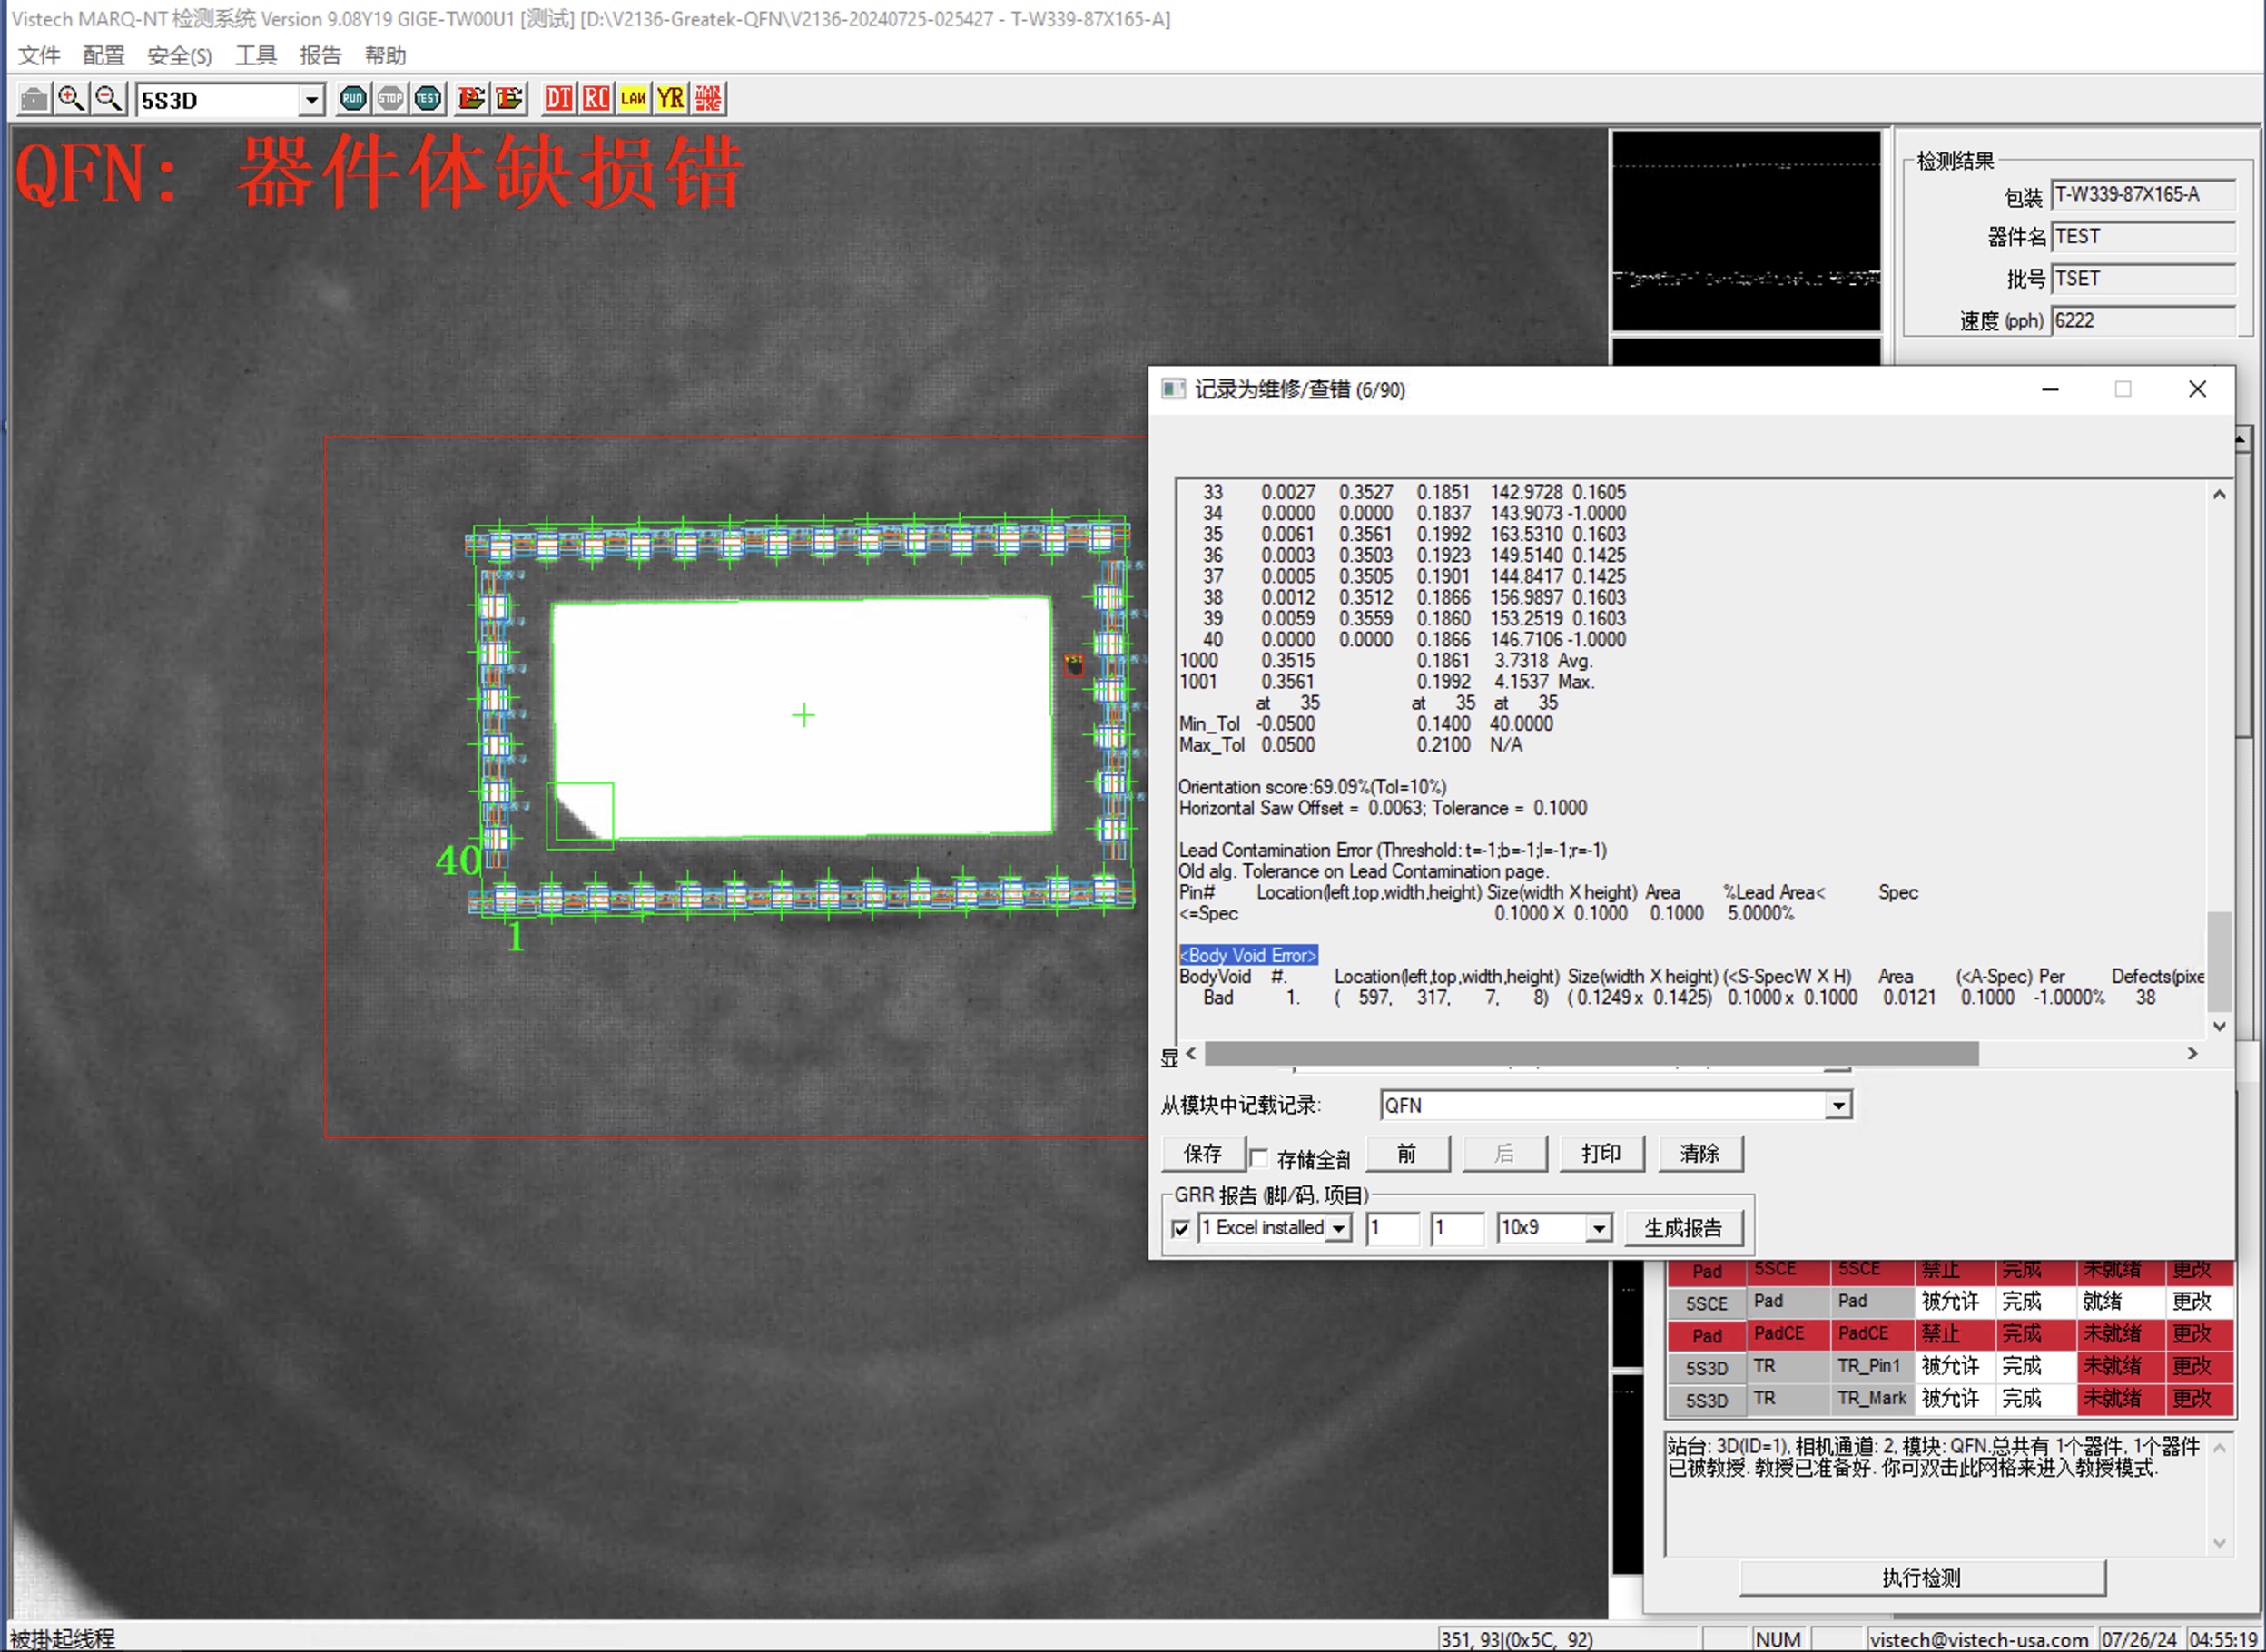 Vistech MARQ-NT 检测系统 Version 9.08Y19 GIGE-TW00U1 [测试] [D:\V2136-Greatek-QFN\V2136-20240725-025427 - T-W339-87X165-A]
文件 配置 安全(S) 工具 报告 帮助
5S3D RUN STOP TEST DT RC LAW YR
QFN: 器件体缺损错
40
1
检测结果
包装 T-W339-87X165-A
器件名 TEST
批号 TSET
速度 (pph) 6222
记录为维修/查错 (6/90)
33 0.0027 0.3527 0.1851 142.9728 0.1605
34 0.0000 0.0000 0.1837 143.9073 -1.0000
35 0.0061 0.3561 0.1992 163.5310 0.1603
36 0.0003 0.3503 0.1923 149.5140 0.1425
37 0.0005 0.3505 0.1901 144.8417 0.1425
38 0.0012 0.3512 0.1866 156.9897 0.1603
39 0.0059 0.3559 0.1860 153.2519 0.1603
40 0.0000 0.0000 0.1866 146.7106 -1.0000
1000 0.3515 0.1861 3.7318 Avg.
1001 0.3561 0.1992 4.1537 Max.
at 35 at 35 at 35
Min_Tol -0.0500 0.1400 40.0000
Max_Tol 0.0500 0.2100 N/A
Orientation score:69.09%(Tol=10%)
Horizontal Saw Offset = 0.0063; Tolerance = 0.1000
Lead Contamination Error (Threshold: t=-1;b=-1;l=-1;r=-1)
Old alg. Tolerance on Lead Contamination page.
Pin# Location(left,top,width,height) Size(width X height) Area %Lead Area< Spec
<=Spec 0.1000 X 0.1000 0.1000 5.0000%
<Body Void Error>
BodyVoid #. Location(left,top,width,height) Size(width X height) (<S-SpecW X H) Area (<A-Spec) Per Defects(pixe
Bad 1. ( 597, 317, 7, 8) ( 0.1249 x 0.1425) 0.1000 x 0.1000 0.0121 0.1000 -1.0000% 38
显
从模块中记载记录: QFN
保存 存储全部 前 后 打印 清除
GRR 报告 (脚/码, 项目)
1 Excel installed 1 1 10x9 生成报告
Pad 5SCE 5SCE 禁止 完成 未就绪 更改
5SCE Pad Pad 被允许 完成 就绪 更改
Pad PadCE PadCE 禁止 完成 未就绪 更改
5S3D TR TR_Pin1 被允许 完成 未就绪 更改
5S3D TR TR_Mark 被允许 完成 未就绪 更改
站台: 3D(ID=1), 相机通道: 2, 模块: QFN.总共有 1个器件, 1个器件
已被教授. 教授已准备好. 你可双击此网格来进入教授模式.
执行检测
被掛起线程 351, 93|(0x5C, 92) NUM vistech@vistech-usa.com 07/26/24 04:55:19